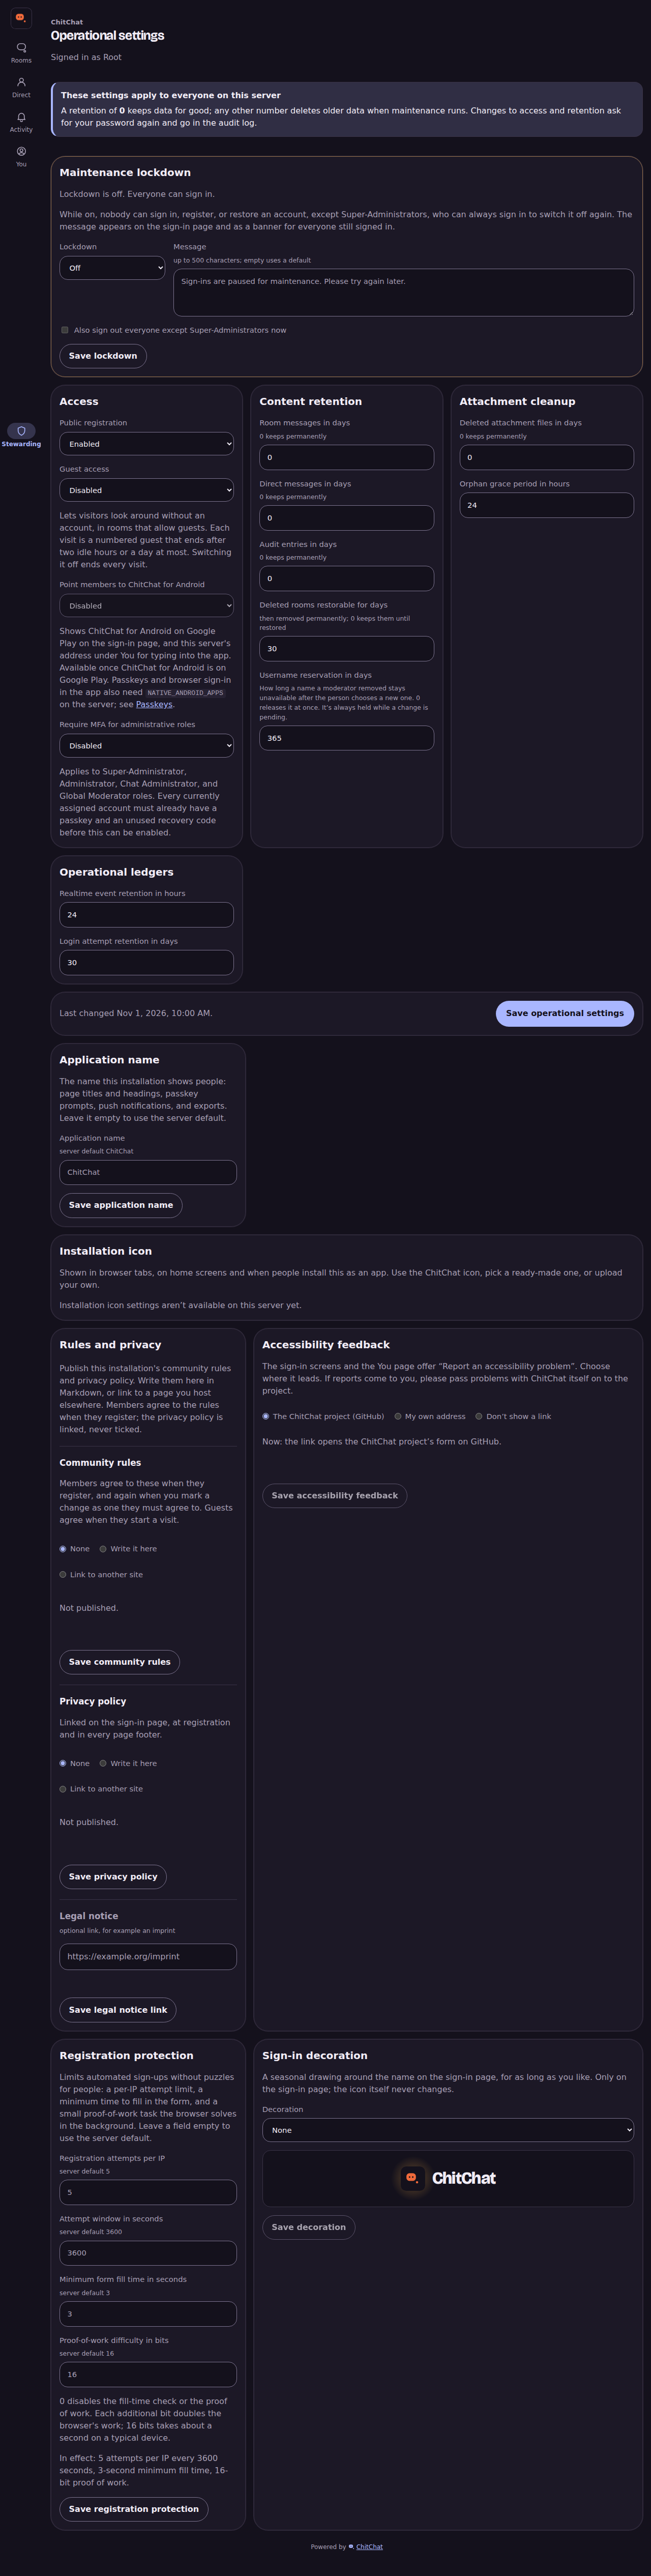 ChitChat
Operational settings
Signed in as Root
Rooms
Direct
Activity
You
Stewarding
These settings apply to everyone on this server
A retention of 0 keeps data for good; any other number deletes older data when maintenance runs. Changes to access and retention ask
for your password again and go in the audit log.
Maintenance lockdown
Lockdown is off. Everyone can sign in.
While on, nobody can sign in, register, or restore an account, except Super-Administrators, who can always sign in to switch it off again. The
message appears on the sign-in page and as a banner for everyone still signed in.
Lockdown
Off
Message
up to 500 characters; empty uses a default
Sign-ins are paused for maintenance. Please try again later.
Also sign out everyone except Super-Administrators now
Save lockdown
Access
Public registration
Enabled
Guest access
Disabled
Lets visitors look around without an
account, in rooms that allow guests. Each
visit is a numbered guest that ends after
two idle hours or a day at most. Switching
it off ends every visit.
Point members to ChitChat for Android
Disabled
Shows ChitChat for Android on Google
Play on the sign-in page, and this server's
address under You for typing into the app.
Available once ChitChat for Android is on
Google Play. Passkeys and browser sign-in
in the app also need NATIVE_ANDROID_APPS
on the server; see Passkeys.
Require MFA for administrative roles
Disabled
Applies to Super-Administrator,
Administrator, Chat Administrator, and
Global Moderator roles. Every currently
assigned account must already have a
passkey and an unused recovery code
before this can be enabled.
Content retention
Room messages in days
0 keeps permanently
0
Direct messages in days
0 keeps permanently
0
Audit entries in days
0 keeps permanently
0
Deleted rooms restorable for days
then removed permanently; 0 keeps them until
restored
30
Username reservation in days
How long a name a moderator removed stays
unavailable after the person chooses a new one. 0
releases it at once. It's always held while a change is
pending.
365
Attachment cleanup
Deleted attachment files in days
0 keeps permanently
0
Orphan grace period in hours
24
Operational ledgers
Realtime event retention in hours
24
Login attempt retention in days
30
Last changed Nov 1, 2026, 10:00 AM.
Save operational settings
Application name
The name this installation shows people:
page titles and headings, passkey
prompts, push notifications, and exports.
Leave it empty to use the server default.
Application name
server default ChitChat
ChitChat
Save application name
Installation icon
Shown in browser tabs, on home screens and when people install this as an app. Use the ChitChat icon, pick a ready-made one, or upload
your own.
Installation icon settings aren't available on this server yet.
Rules and privacy
Publish this installation's community rules
and privacy policy. Write them here in
Markdown, or link to a page you host
elsewhere. Members agree to the rules
when they register; the privacy policy is
linked, never ticked.
Community rules
Members agree to these when they
register, and again when you mark a
change as one they must agree to. Guests
agree when they start a visit.
None
Write it here
Link to another site
Not published.
Save community rules
Privacy policy
Linked on the sign-in page, at registration
and in every page footer.
None
Write it here
Link to another site
Not published.
Save privacy policy
Legal notice
optional link, for example an imprint
https://example.org/imprint
Save legal notice link
Accessibility feedback
The sign-in screens and the You page offer “Report an accessibility problem”. Choose
where it leads. If reports come to you, please pass problems with ChitChat itself on to the
project.
The ChitChat project (GitHub)
My own address
Don't show a link
Now: the link opens the ChitChat project's form on GitHub.
Save accessibility feedback
Registration protection
Limits automated sign-ups without puzzles
for people: a per-IP attempt limit, a
minimum time to fill in the form, and a
small proof-of-work task the browser solves
in the background. Leave a field empty to
use the server default.
Registration attempts per IP
server default 5
5
Attempt window in seconds
server default 3600
3600
Minimum form fill time in seconds
server default 3
3
Proof-of-work difficulty in bits
server default 16
16
0 disables the fill-time check or the proof
of work. Each additional bit doubles the
browser's work; 16 bits takes about a
second on a typical device.
In effect: 5 attempts per IP every 3600
seconds, 3-second minimum fill time, 16-
bit proof of work.
Save registration protection
Sign-in decoration
A seasonal drawing around the name on the sign-in page, for as long as you like. Only on
the sign-in page; the icon itself never changes.
Decoration
None
ChitChat
Save decoration
Powered by ChitChat